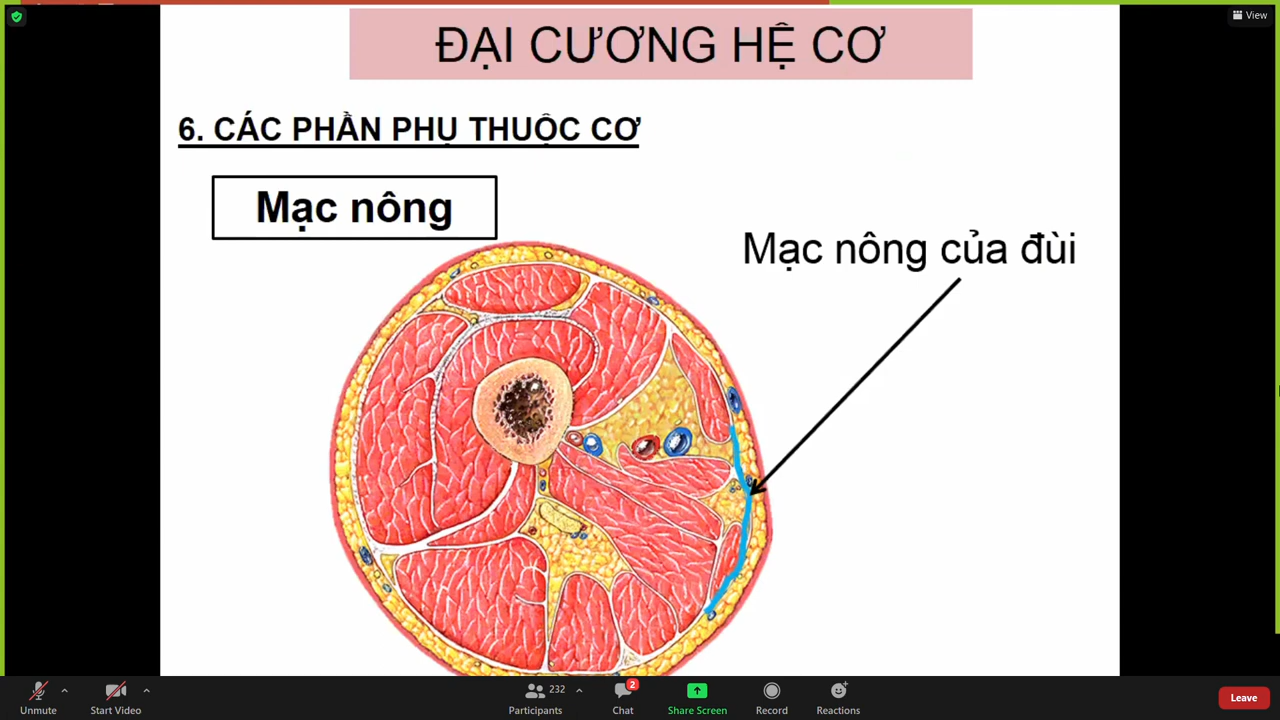 View
ĐẠI CƯƠNG HỆ CƠ
6. CÁC PHẦN PHỤ THUỘC CƠ
Mạc nông
Mạc nông của đùi
Unmute
Start Video
232
Participants
2
Chat
Share Screen
Record
Reactions
Leave